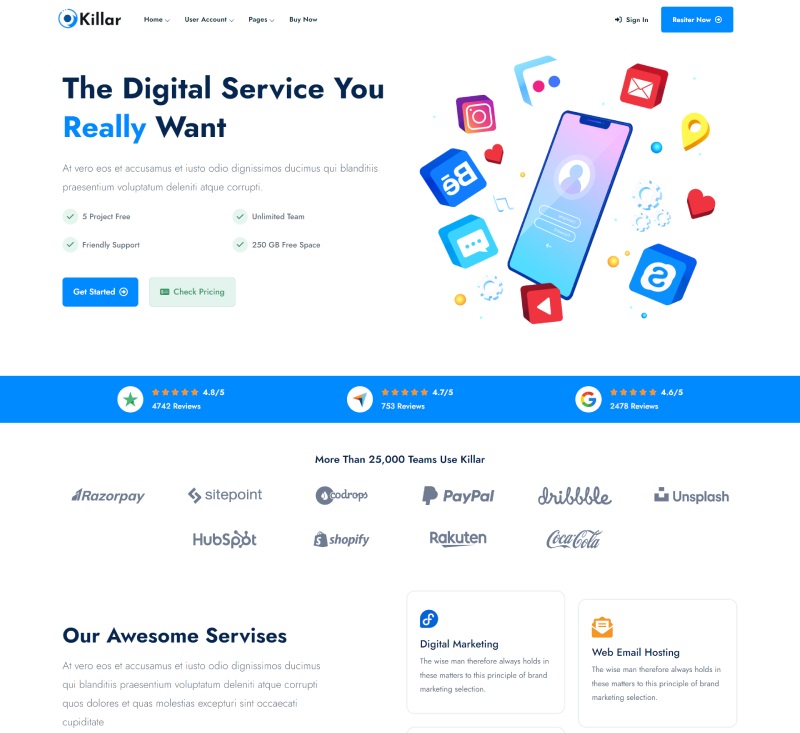 Killar
Home
User Account
Pages
Buy Now
Sign In
Resiter Now
The Digital Service You
Really Want
At vero eos et accusamus et iusto odio dignissimos ducimus qui blanditiis
praesentium voluptatum deleniti atque corrupti.
5 Project Free
Unlimited Team
Friendly Support
250 GB Free Space
Get Started
Check Pricing
Bē
4.8/5
4742 Reviews
4.7/5
753 Reviews
4.6/5
2478 Reviews
More Than 25,000 Teams Use Killar
Razorpay
sitepoint
codrops
PayPal
dribbble
Unsplash
HubSpot
shopify
Rakuten
Coca-Cola
Our Awesome Servises
At vero eos et accusamus et iusto odio dignissimos ducimus
qui blanditiis praesentium voluptatum deleniti atque corrupti
quos dolores et quas molestias excepturi sint occaecati
cupiditate
Digital Marketing
The wise man therefore always holds in
these matters to this principle of brand
marketing selection.
Web Email Hosting
The wise man therefore always holds in
these matters to this principle of brand
marketing selection.